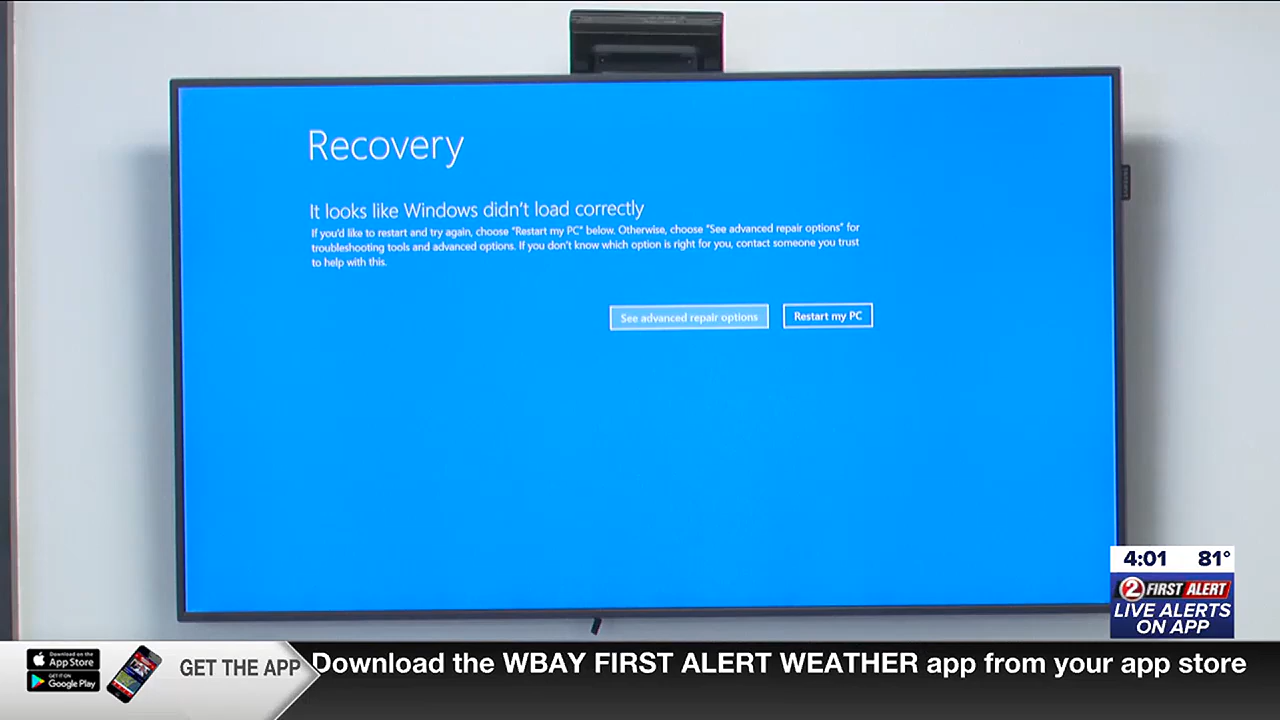 Recovery
It looks like Windows didn't load correctly
If you'd like to restart and try again, choose "Restart my PC" below. Otherwise, choose "See advanced repair options" for
troubleshooting tools and advanced options. If you don't know which option is right for you, contact someone you trust
to help with this.
See advanced repair options
Restart my PC
4:01 81°
2 FIRST ALERT
LIVE ALERTS
ON APP
Download on the
App Store
GET IT ON
Google Play
GET THE APP
Download the WBAY FIRST ALERT WEATHER app from your app store